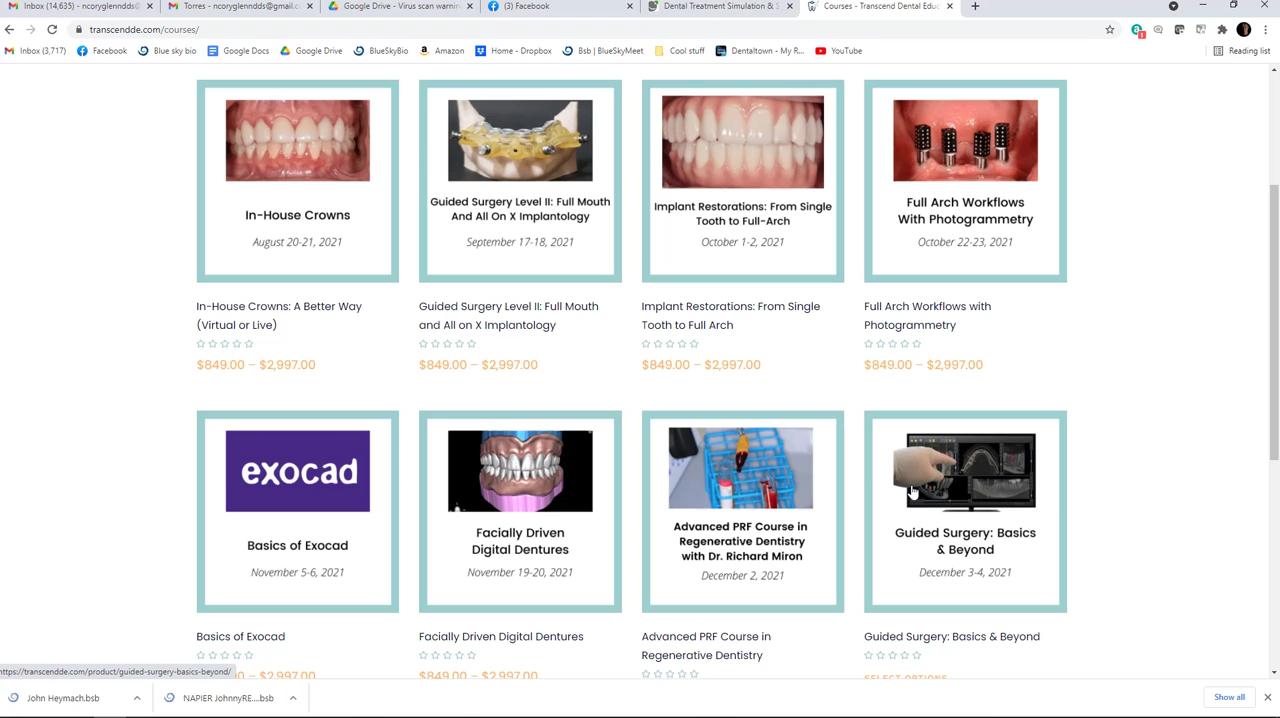 Inbox (14,635) - ncoryglenndds@
Torres - ncoryglenndds@gmail.c
Google Drive - Virus scan warnin
(3) Facebook
Dental Treatment Simulation & S
Courses - Transcend Dental Educ
transcendde.com/courses/
Inbox (3,717)
Facebook
Blue sky bio
Google Docs
Google Drive
BlueSkyBio
Amazon
Home - Dropbox
Bsb | BlueSkyMeet
Cool stuff
Dentaltown - My R...
YouTube
Reading list
In-House Crowns
August 20-21, 2021
Guided Surgery Level II: Full Mouth
And All On X Implantology
September 17-18, 2021
Implant Restorations: From Single
Tooth to Full-Arch
October 1-2, 2021
Full Arch Workflows
With Photogrammetry
October 22-23, 2021
In-House Crowns: A Better Way
(Virtual or Live)
$849.00 – $2,997.00
Guided Surgery Level II: Full Mouth
and All on X Implantology
$849.00 – $2,997.00
Implant Restorations: From Single
Tooth to Full Arch
$849.00 – $2,997.00
Full Arch Workflows with
Photogrammetry
$849.00 – $2,997.00
exocad
Basics of Exocad
November 5-6, 2021
Facially Driven
Digital Dentures
November 19-20, 2021
Advanced PRF Course in
Regenerative Dentistry
with Dr. Richard Miron
December 2, 2021
Guided Surgery: Basics
& Beyond
December 3-4, 2021
Basics of Exocad
$849.00 – $2,997.00
Facially Driven Digital Dentures
$849.00 – $2,997.00
Advanced PRF Course in
Regenerative Dentistry
Guided Surgery: Basics & Beyond
SELECT OPTIONS
https://transcendde.com/product/guided-surgery-basics-beyond/
John Heymach.bsb
NAPIER JohnnyRE....bsb
Show all